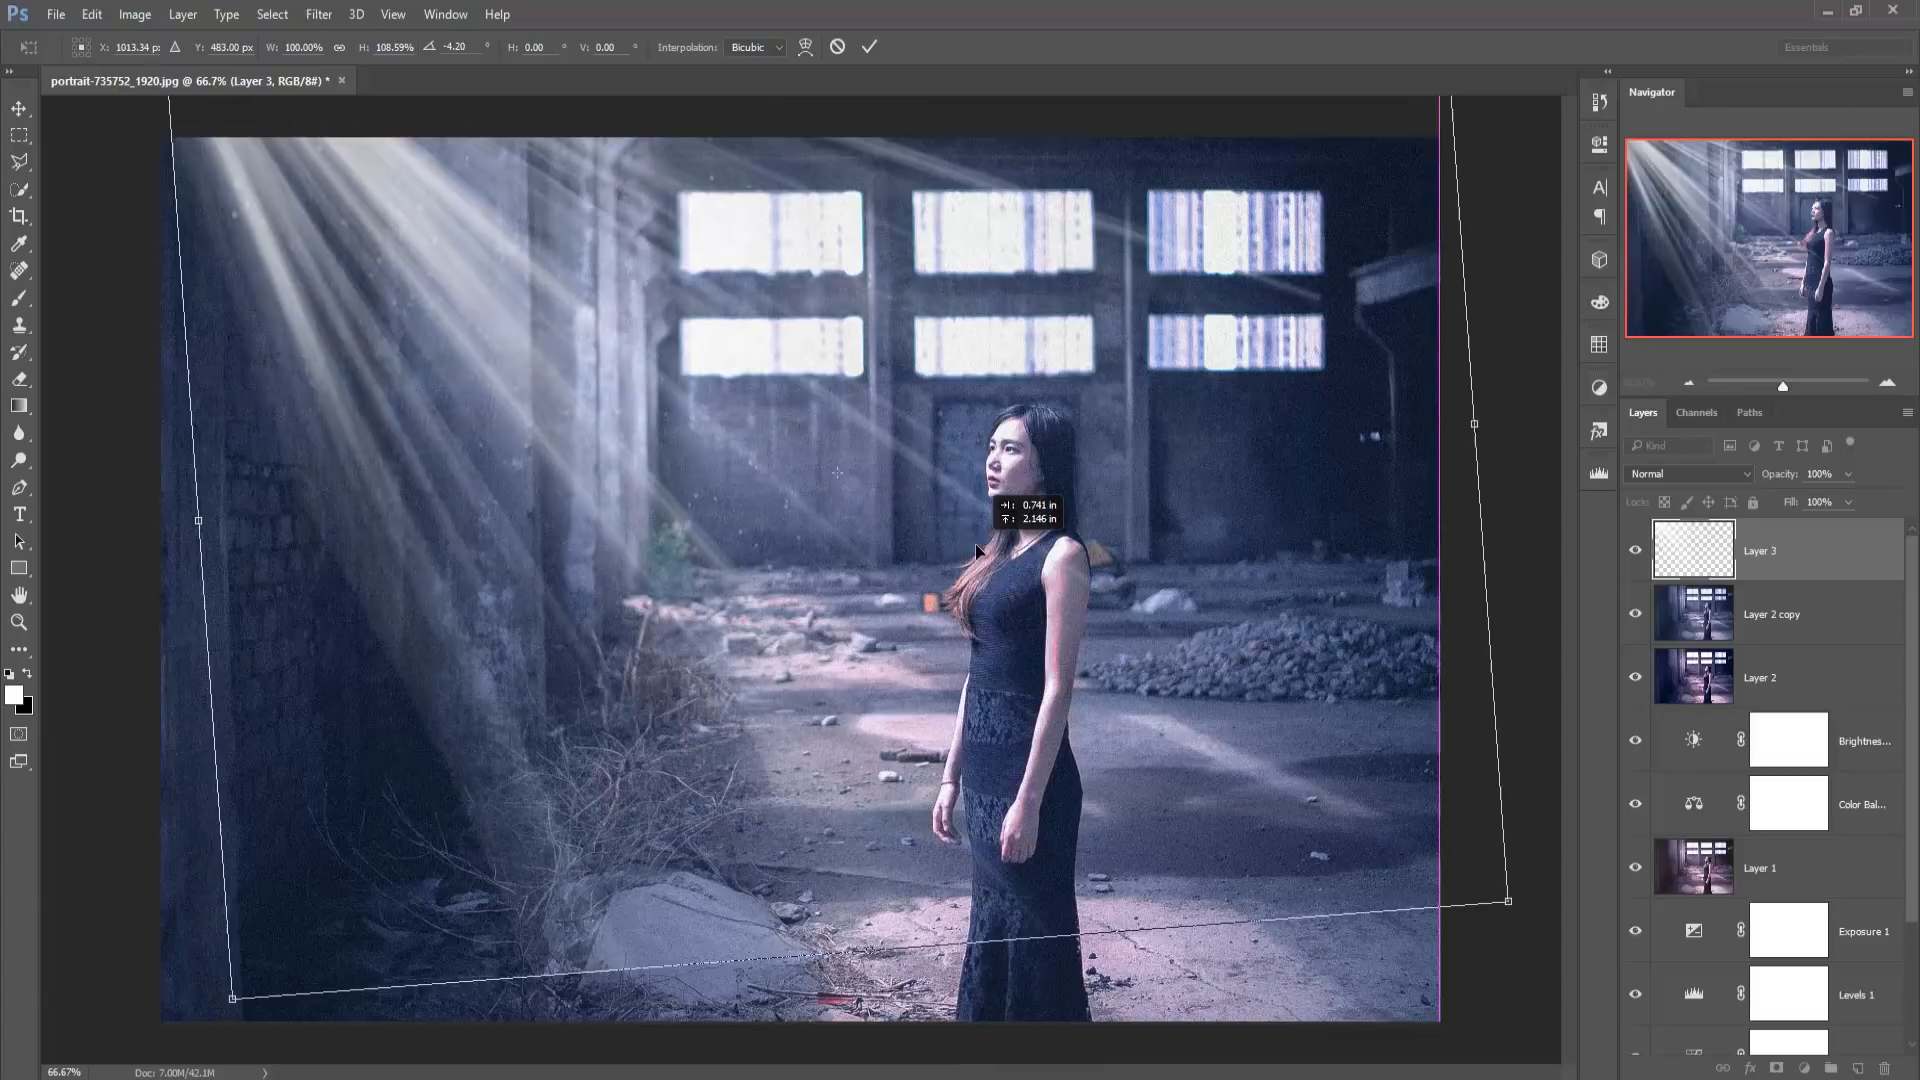 Ps File Edit Image Layer Type Select Filter 3D View Window Help
X: 1013.34 p: Y: 483.00 px W: 100.00% H: 108.59% -4.20 ° H: 0.00 ° V: 0.00 ° Interpolation: Bicubic Essentials
portrait-735752_1920.jpg @ 66.7% (Layer 3, RGB/8#) * ×
Navigator
Layers Channels Paths
Kind
Normal Opacity: 100%
Lock: Fill: 100%
0.741 in
2.146 in
Layer 3
Layer 2 copy
Layer 2
Brightnes...
Color Bal...
Layer 1
Exposure 1
Levels 1
66.67% Doc: 7.00M/42.1M